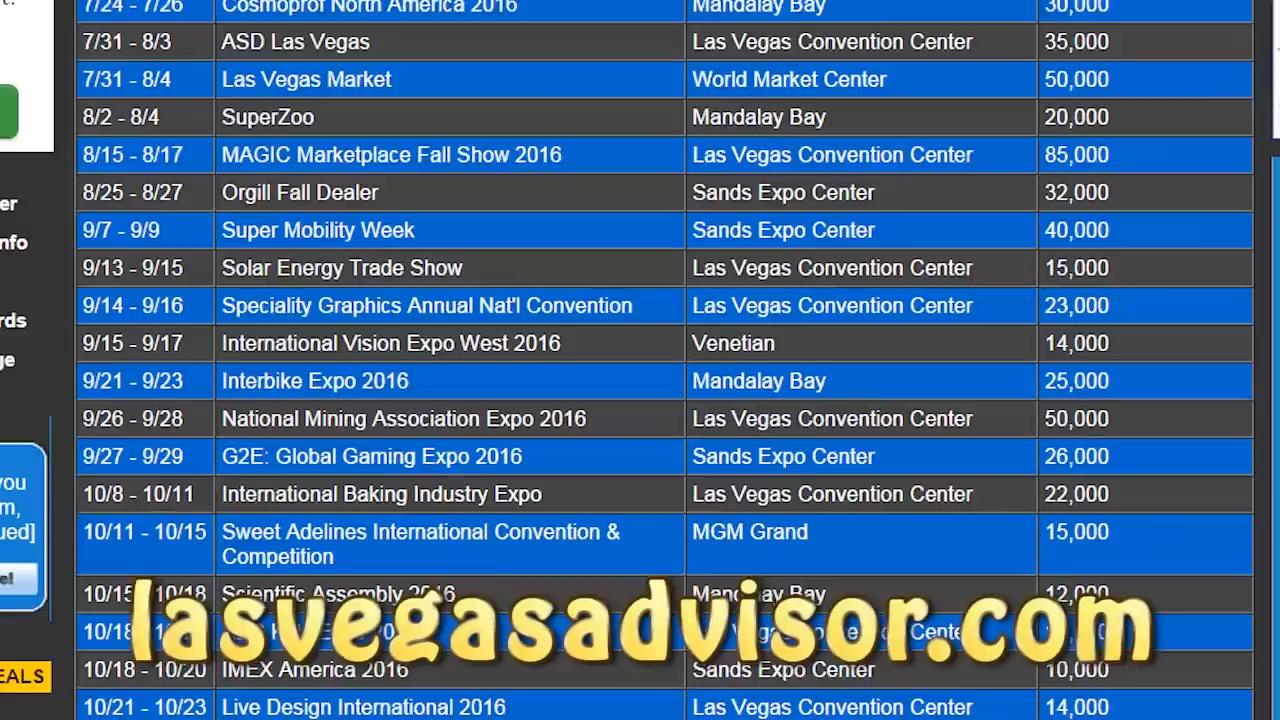 7/24 - 7/26 Cosmoprof North America 2016 Mandalay Bay 30,000
7/31 - 8/3 ASD Las Vegas Las Vegas Convention Center 35,000
7/31 - 8/4 Las Vegas Market World Market Center 50,000
8/2 - 8/4 SuperZoo Mandalay Bay 20,000
8/15 - 8/17 MAGIC Marketplace Fall Show 2016 Las Vegas Convention Center 85,000
8/25 - 8/27 Orgill Fall Dealer Sands Expo Center 32,000
er
9/7 - 9/9 Super Mobility Week Sands Expo Center 40,000
nfo
9/13 - 9/15 Solar Energy Trade Show Las Vegas Convention Center 15,000
9/14 - 9/16 Speciality Graphics Annual Nat'l Convention Las Vegas Convention Center 23,000
rds
9/15 - 9/17 International Vision Expo West 2016 Venetian 14,000
ge
9/21 - 9/23 Interbike Expo 2016 Mandalay Bay 25,000
9/26 - 9/28 National Mining Association Expo 2016 Las Vegas Convention Center 50,000
9/27 - 9/29 G2E: Global Gaming Expo 2016 Sands Expo Center 26,000
you
10/8 - 10/11 International Baking Industry Expo Las Vegas Convention Center 22,000
m,
ued]
10/11 - 10/15 Sweet Adelines International Convention & MGM Grand 15,000
Competition
10/15 - 10/18 Scientific Assembly 2016 Mandalay Bay 12,000
lasvegasadvisor.com
10/18 Center
10/18 - 10/20 IMEX America 2016 Sands Expo Center 10,000
EALS
10/21 - 10/23 Live Design International 2016 Las Vegas Convention Center 14,000